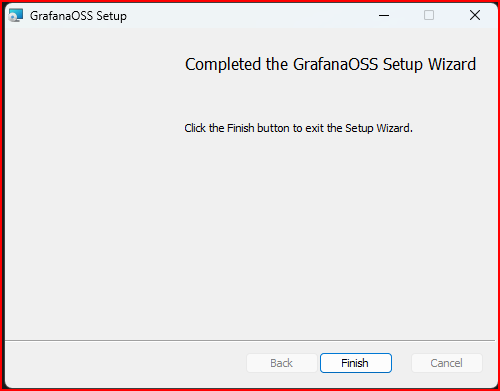 GrafanaOSS Setup
Completed the GrafanaOSS Setup Wizard
Click the Finish button to exit the Setup Wizard.
Back Finish Cancel